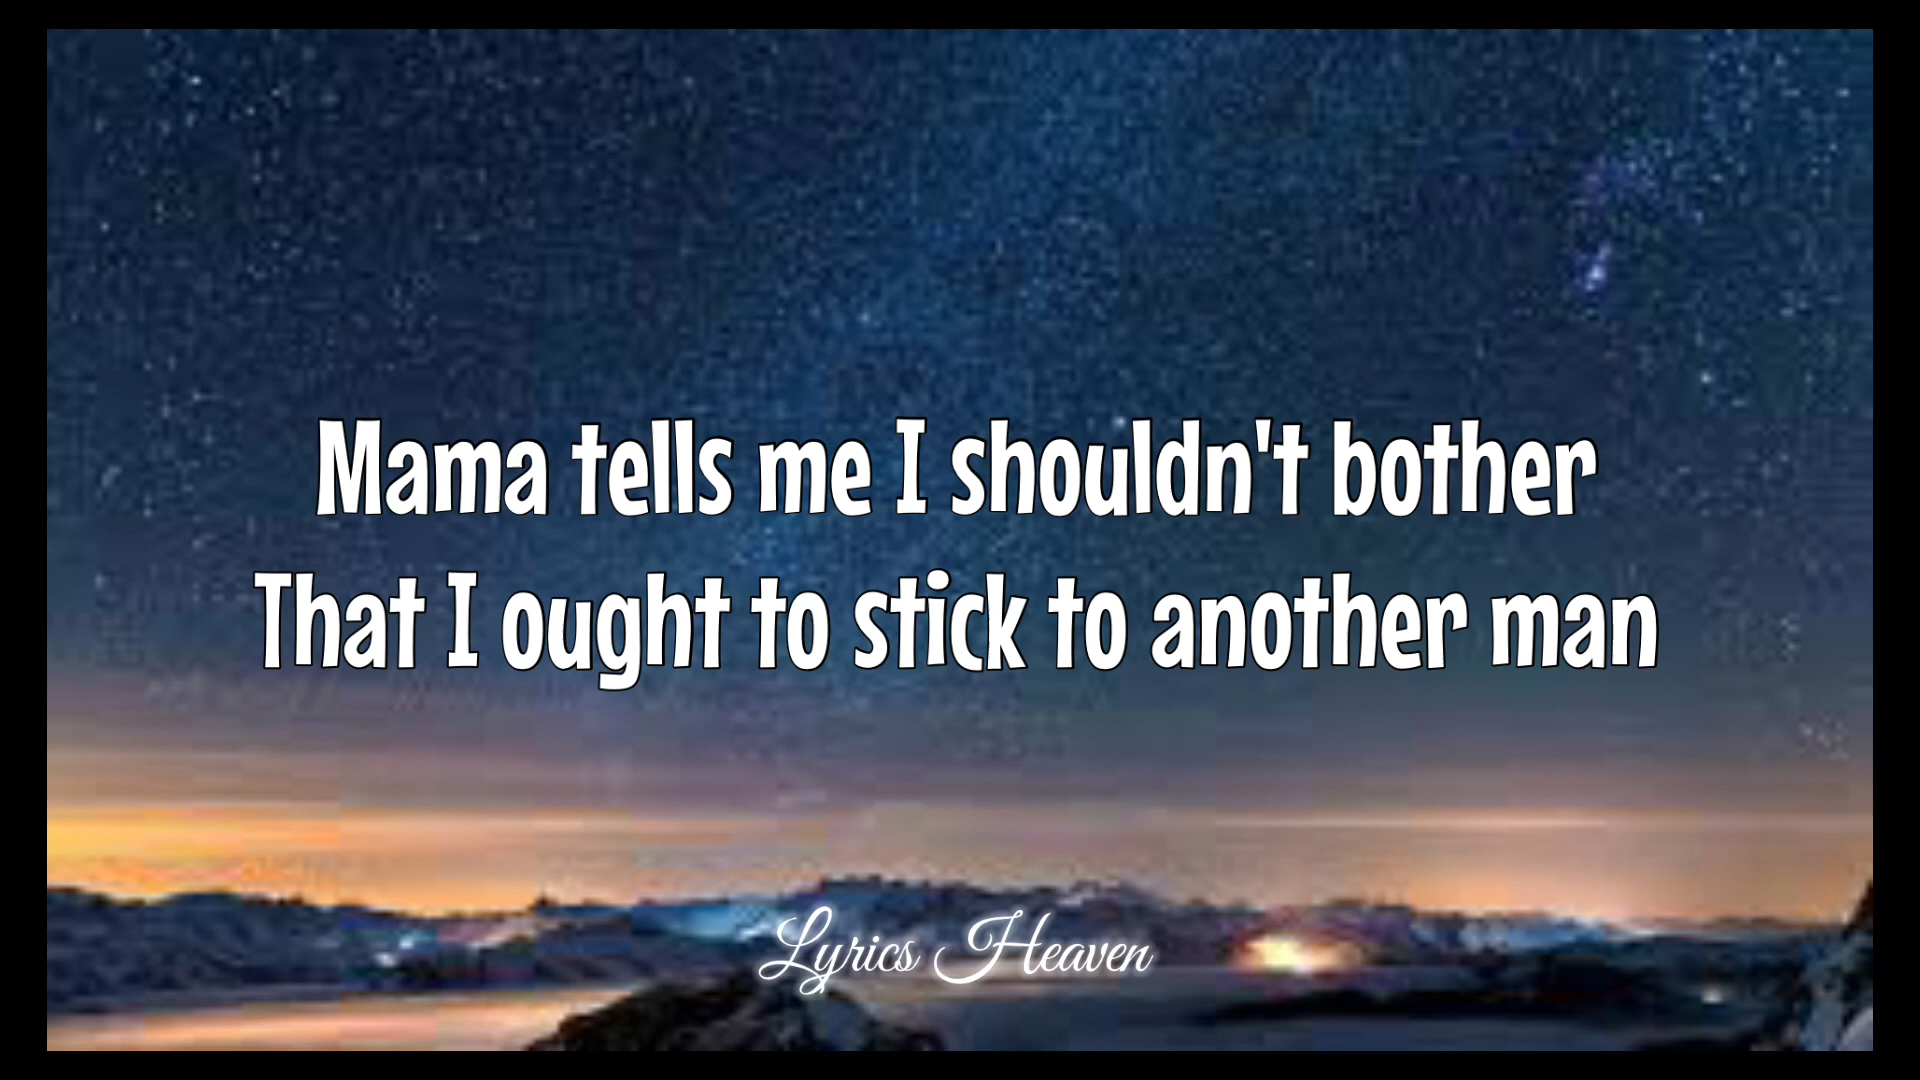 Mama tells me I shouldn't bother
That I ought to stick to another man
Lyrics Heaven